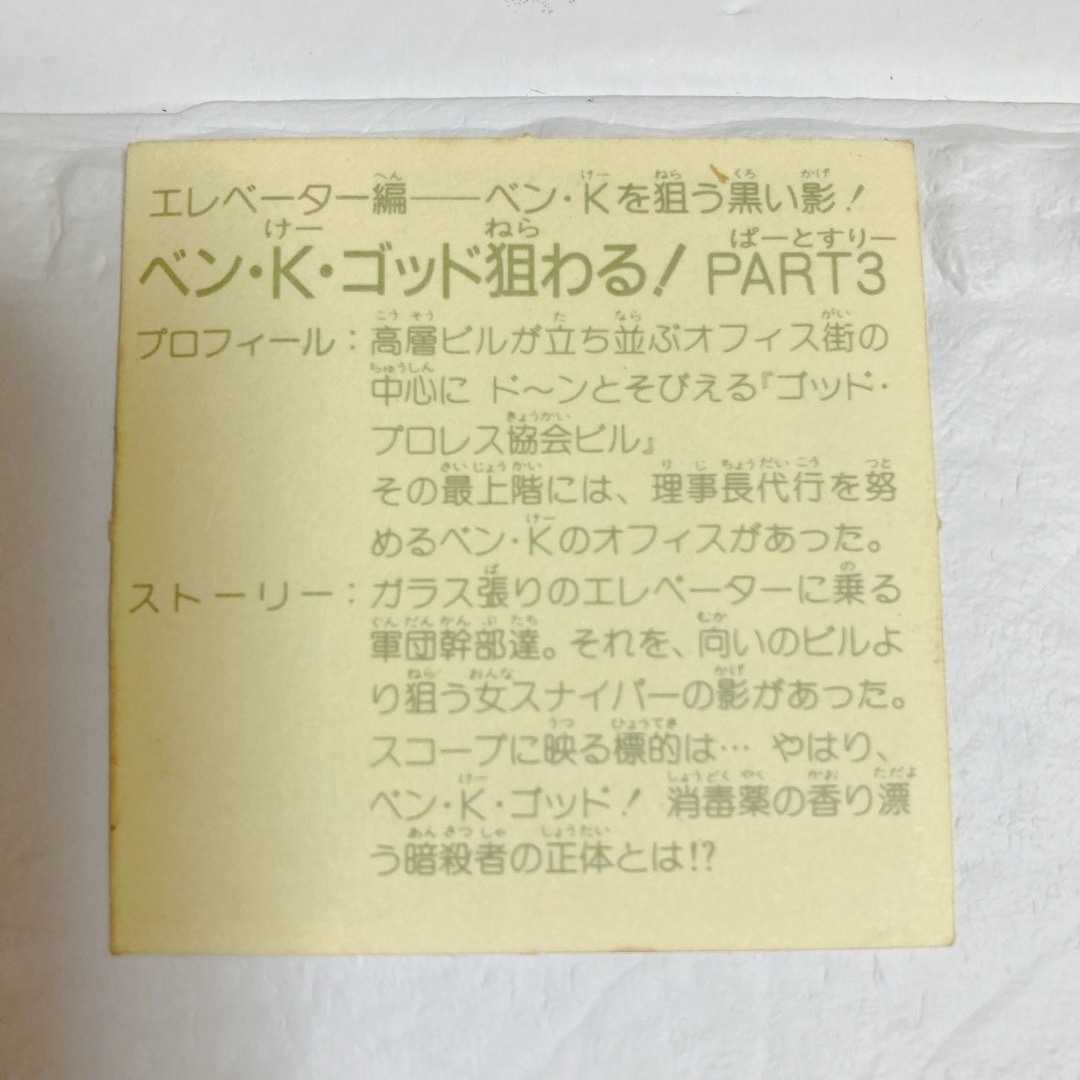 エレベーター編——ベン・Kを狙う黒い影!
ベン・K・ゴッド狙わる! PART3
プロフィール:高層ビルが立ち並ぶオフィス街の
中心に ド〜ンとそびえる『ゴッド・
プロレス協会ビル』
その最上階には、理事長代行を努
めるベン・Kのオフィスがあった。
ストーリー:ガラス張りのエレベーターに乗る
軍団幹部達。それを、向いのビルよ
り狙う女スナイパーの影があった。
スコープに映る標的は… やはり、
ベン・K・ゴッド! 消毒薬の香り漂
う暗殺者の正体とは!?